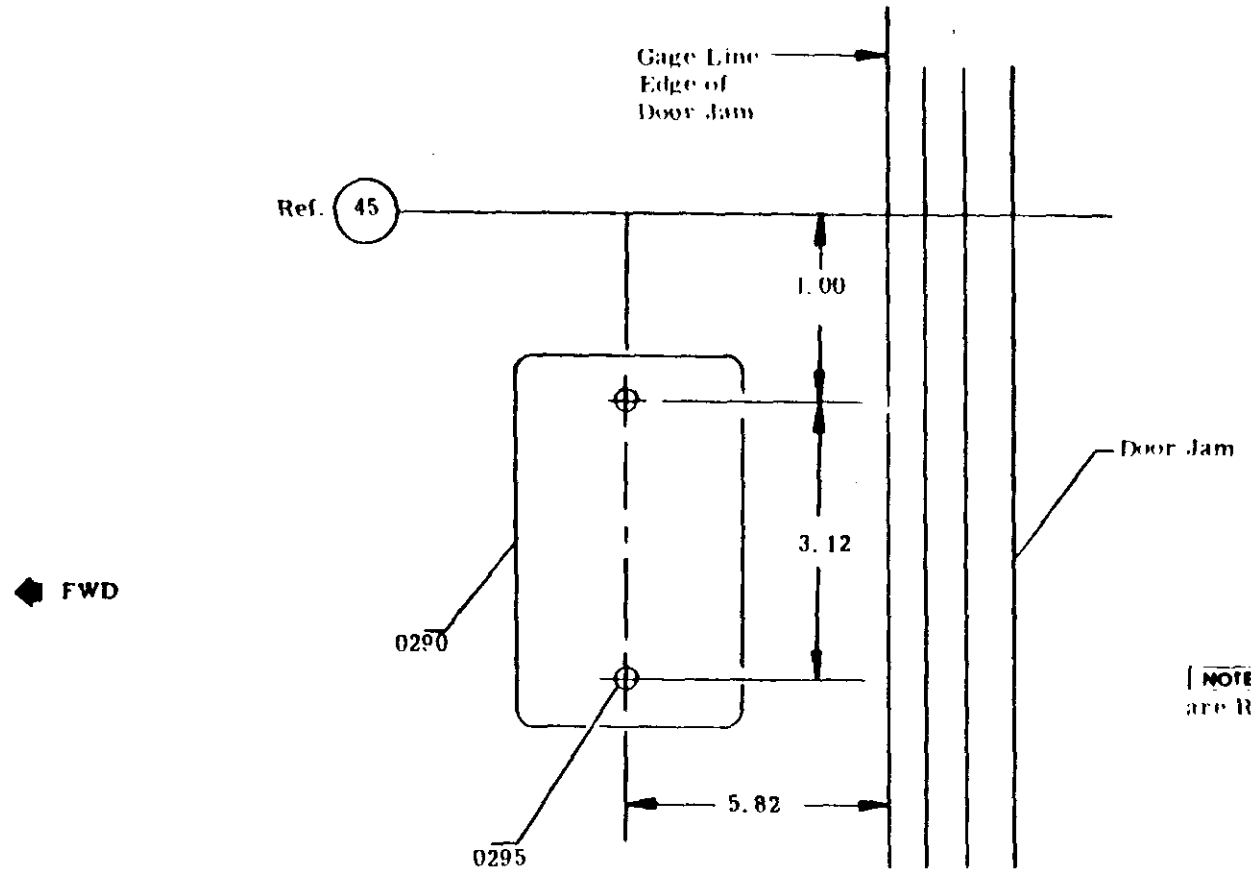 Gage Line
Edge of
Door Jam
Ref. 45
1.00
Door Jam
3.12
FWD
0290
NOTE
are R
5.82
0295